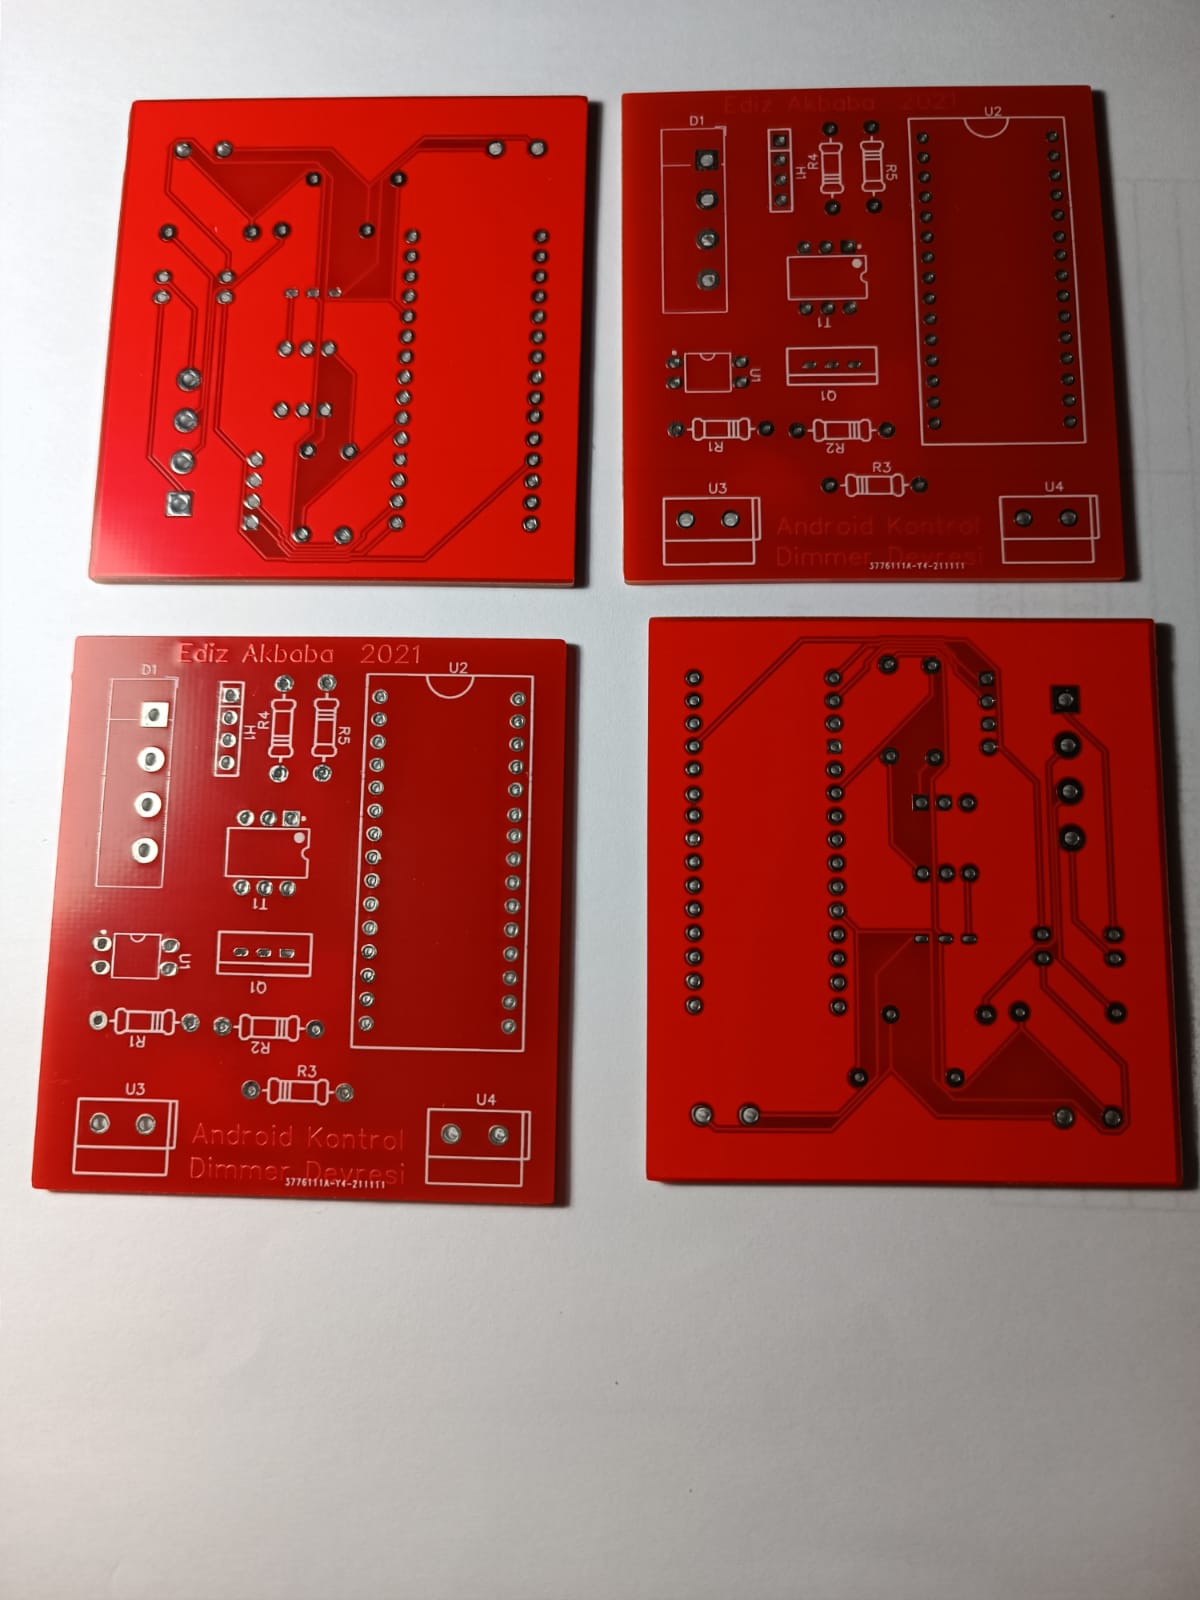 Ediz Akbaba 2021
D1
U2
H1
R4
R5
T1
U1
Q1
R1
R2
R3
U3
U4
Android Kontrol
Dimmer Devresi
3776111A-Y4-211111
Ediz Akbaba 2021
D1
U2
H1
R4
R5
T1
U1
Q1
R1
R2
R3
U3
U4
Android Kontrol
Dimmer Devresi
3776111A-Y4-211111